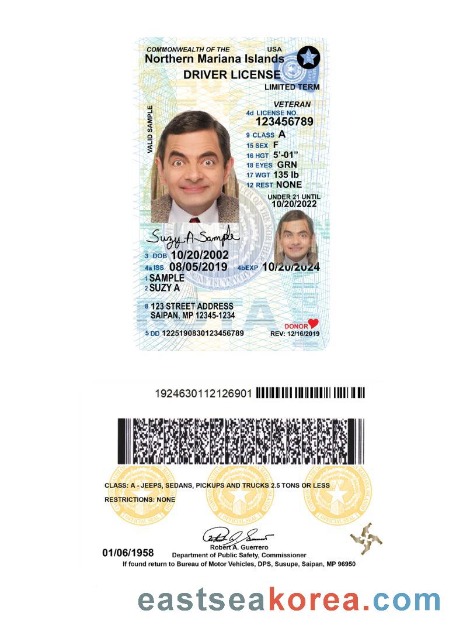 COMMONWEALTH OF THE USA
Northern Mariana Islands
DRIVER LICENSE
LIMITED TERM
VETERAN
4d LICENSE NO.
123456789
9 CLASS A
15 SEX F
16 HGT 5'-01"
18 EYES GRN
17 WGT 135 lb
12 REST NONE
UNDER 21 UNTIL
10/20/2022
VALID SAMPLE
Suzy A Sample
3 DOB 10/20/2002
4a ISS 08/05/2019 4b EXP 10/20/2024
1 SAMPLE
2 SUZY A
8 123 STREET ADDRESS
SAIPAN, MP 12345-1234
5 DD 1225190830123456789
DONOR
REV: 12/16/2019
1924630112126901
CLASS: A - JEEPS, SEDANS, PICKUPS AND TRUCKS 2.5 TONS OR LESS
RESTRICTIONS: NONE
01/06/1958
Robert A. Guerrero
Department of Public Safety, Commissioner
If found return to Bureau of Motor Vehicles, DPS, Susupe, Saipan, MP 96950
eastseakorea.com